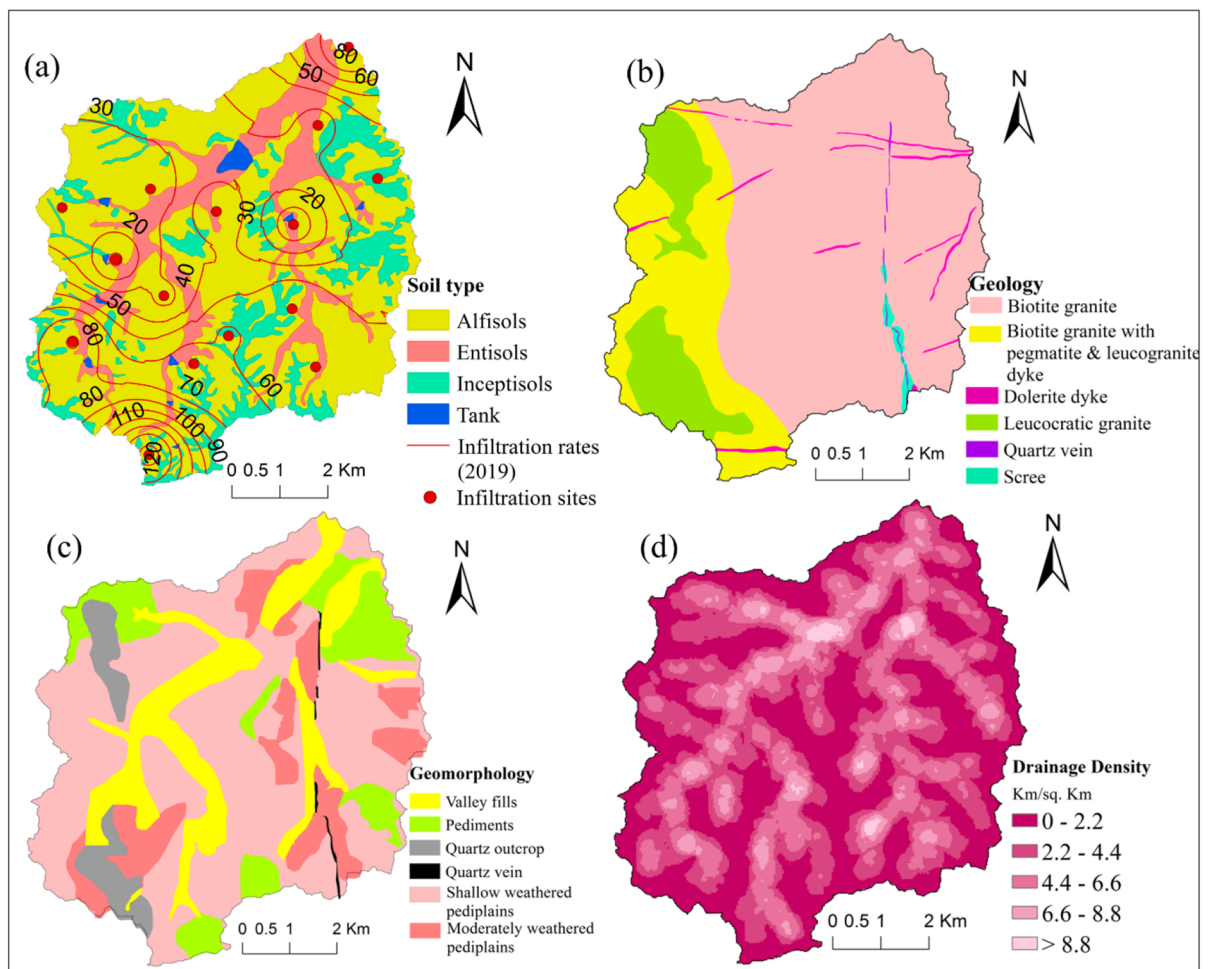 (a)
N
80
50
60
30
20
30
20
40
50
80
70
60
80
110
100
90
120
Soil type
Alfisols
Entisols
Inceptisols
Tank
Infiltration rates
(2019)
Infiltration sites
0 0.5 1 2 Km
(b)
N
Geology
Biotite granite
Biotite granite with
pegmatite & leucogranite
dyke
Dolerite dyke
Leucocratic granite
Quartz vein
Scree
0 0.5 1 2 Km
(c)
N
Geomorphology
Valley fills
Pediments
Quartz outcrop
Quartz vein
Shallow weathered
pediplains
Moderately weathered
pediplains
0 0.5 1 2 Km
(d)
N
Drainage Density
Km/sq. Km
0 - 2.2
2.2 - 4.4
4.4 - 6.6
6.6 - 8.8
> 8.8
0 0.5 1 2 Km